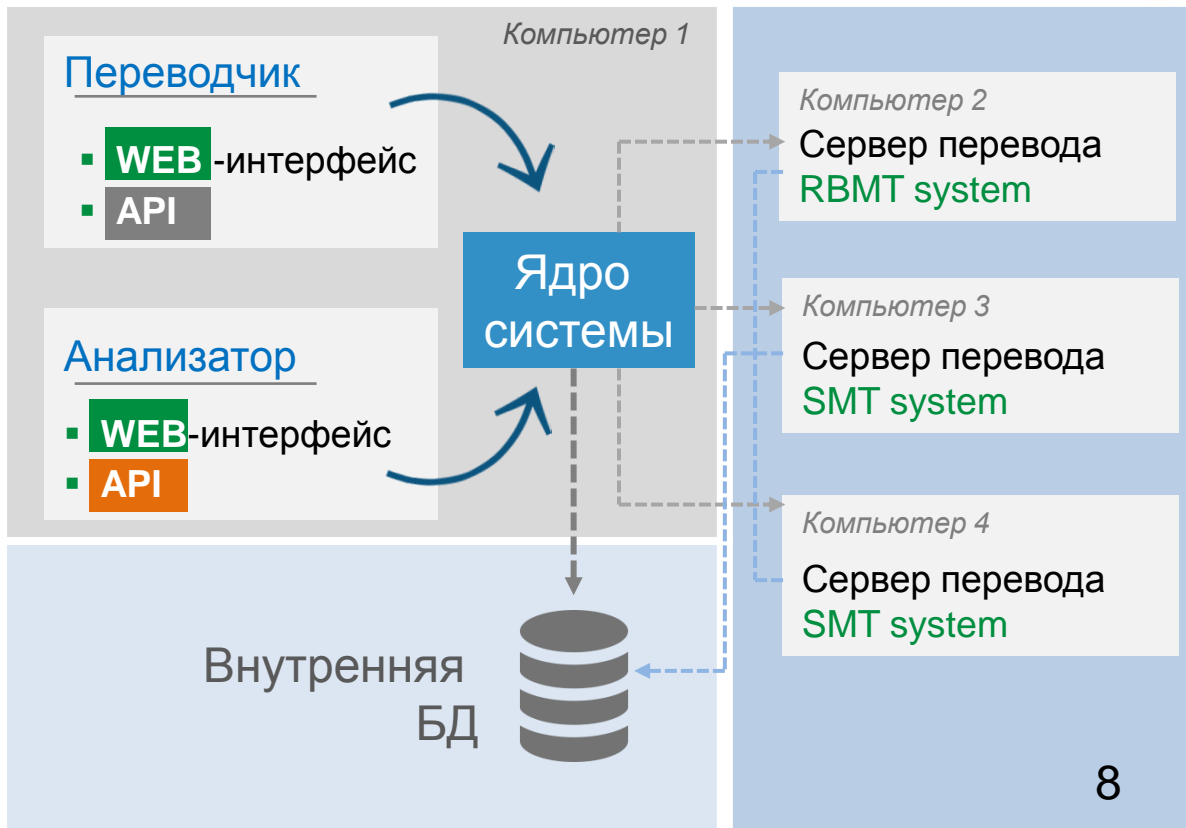 Компьютер 1
Переводчик
WEB -интерфейс
API
Ядро
системы
Анализатор
WEB-интерфейс
API
Внутренняя
БД
Компьютер 2
Сервер перевода
RBMT system
Компьютер 3
Сервер перевода
SMT system
Компьютер 4
Сервер перевода
SMT system
8